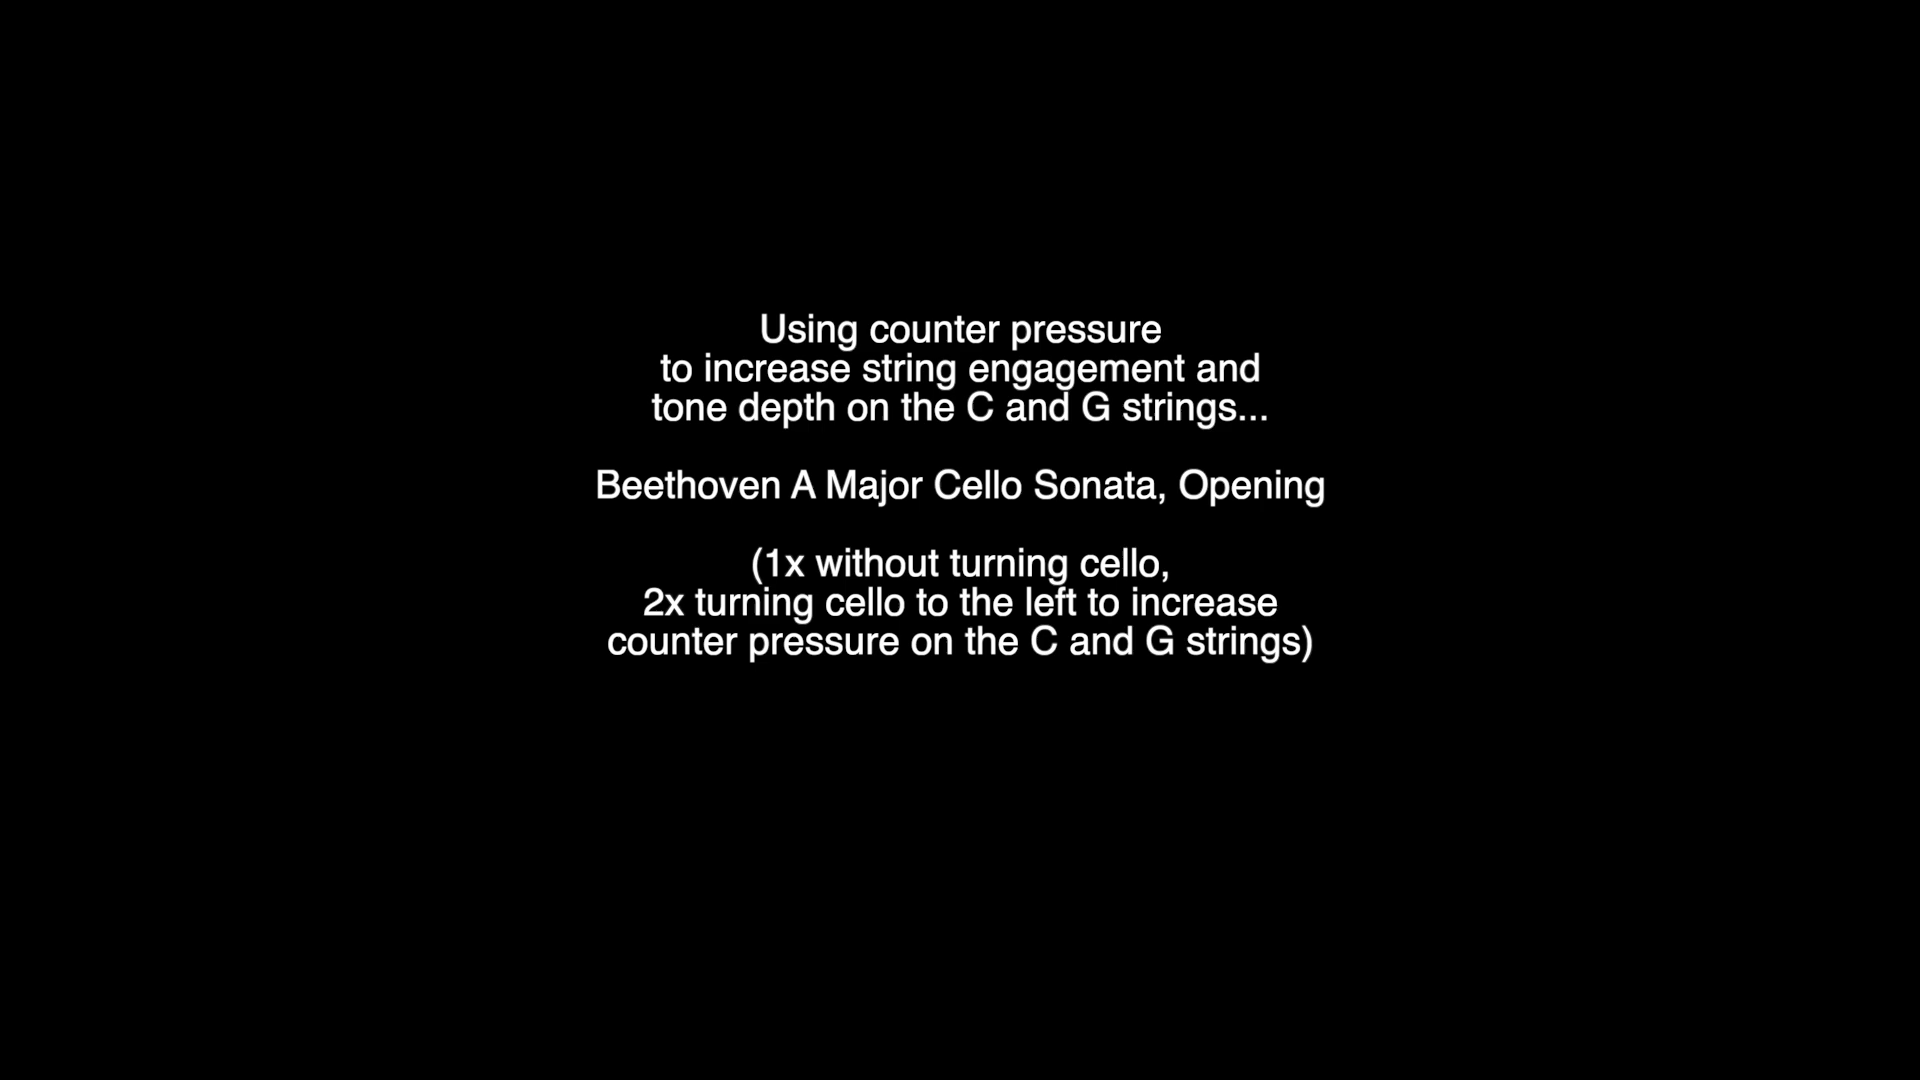 Using counter pressure
to increase string engagement and
tone depth on the C and G strings...
Beethoven A Major Cello Sonata, Opening
(1x without turning cello,
2x turning cello to the left to increase
counter pressure on the C and G strings)